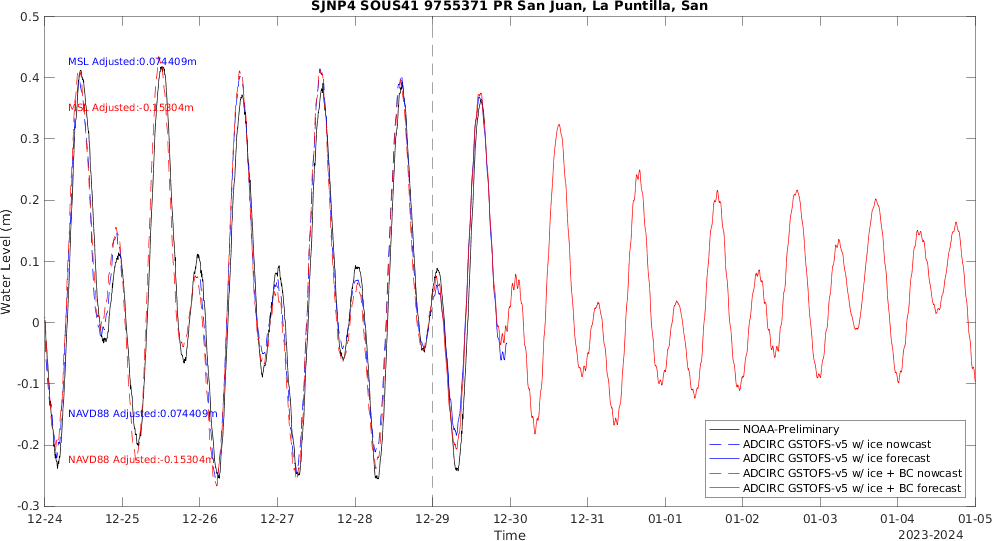 SJNP4 SOUS41 9755371 PR San Juan, La Puntilla, San
0.5
0.4
0.3
0.2
0.1
0
-0.1
-0.2
-0.3
Water Level (m)
MSL Adjusted:0.074409m
MSL Adjusted:-0.15304m
NAVD88 Adjusted:0.074409m
NAVD88 Adjusted:-0.15304m
NOAA-Preliminary
ADCIRC GSTOFS-v5 w/ ice nowcast
ADCIRC GSTOFS-v5 w/ ice forecast
ADCIRC GSTOFS-v5 w/ ice + BC nowcast
ADCIRC GSTOFS-v5 w/ ice + BC forecast
12-24 12-25 12-26 12-27 12-28 12-29 12-30 01-01 01-01 01-02 01-03 01-04 01-05
Time
2023-2024